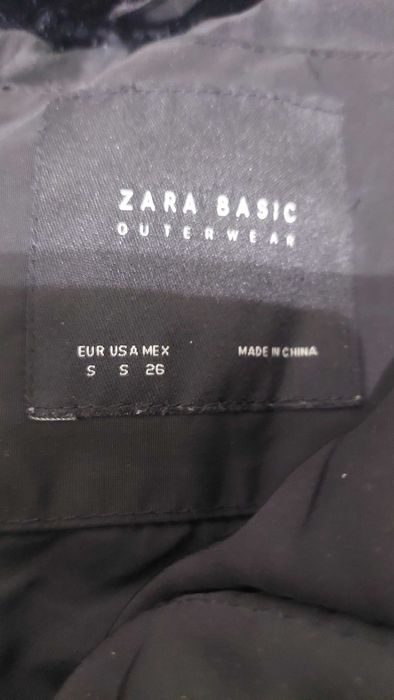 ZARA BASIC
OUTERWEAR
EUR USA MEX
S S 26
MADE IN CHINA